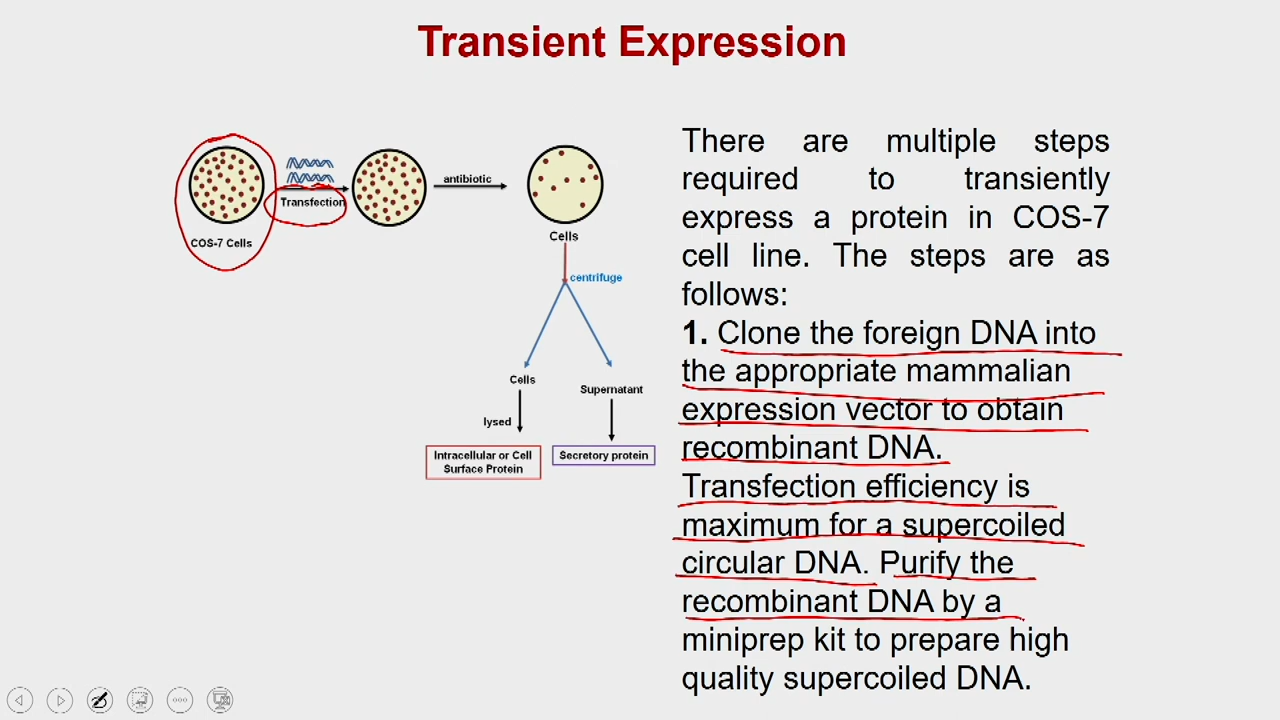 Transient Expression
Transfection
COS-7 Cells
antibiotic
Cells
centrifuge
Cells
Supernatant
lysed
Intracellular or Cell
Surface Protein
Secretory protein
There are multiple steps
required to transiently
express a protein in COS-7
cell line. The steps are as
follows:
1. Clone the foreign DNA into
the appropriate mammalian
expression vector to obtain
recombinant DNA.
Transfection efficiency is
maximum for a supercoiled
circular DNA. Purify the
recombinant DNA by a
miniprep kit to prepare high
quality supercoiled DNA.